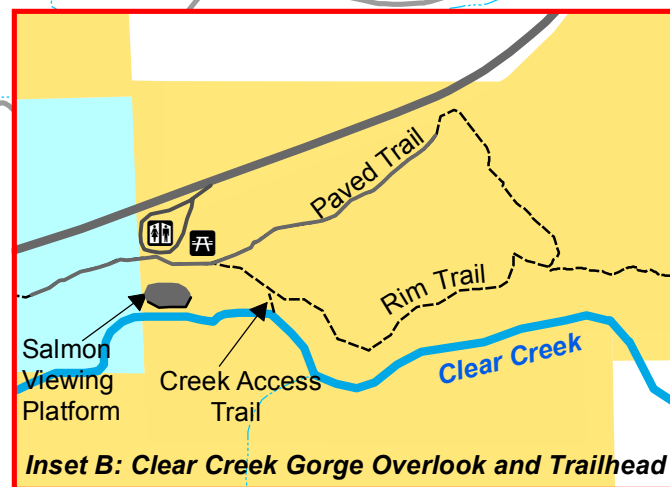 Paved Trail
Rim Trail
Salmon
Viewing
Platform
Creek Access
Trail
Clear Creek
Inset B: Clear Creek Gorge Overlook and Trailhead